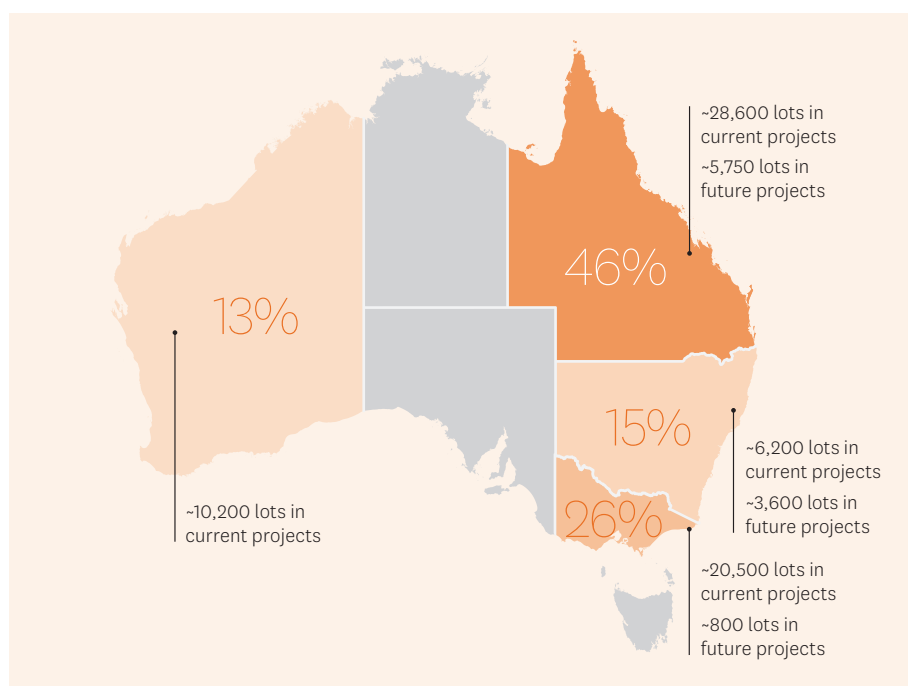 ~28,600 lots in
current projects
~5,750 lots in
future projects
46%
13%
15%
~6,200 lots in
current projects
~3,600 lots in
future projects
~10,200 lots in
current projects
26%
~20,500 lots in
current projects
~800 lots in
future projects